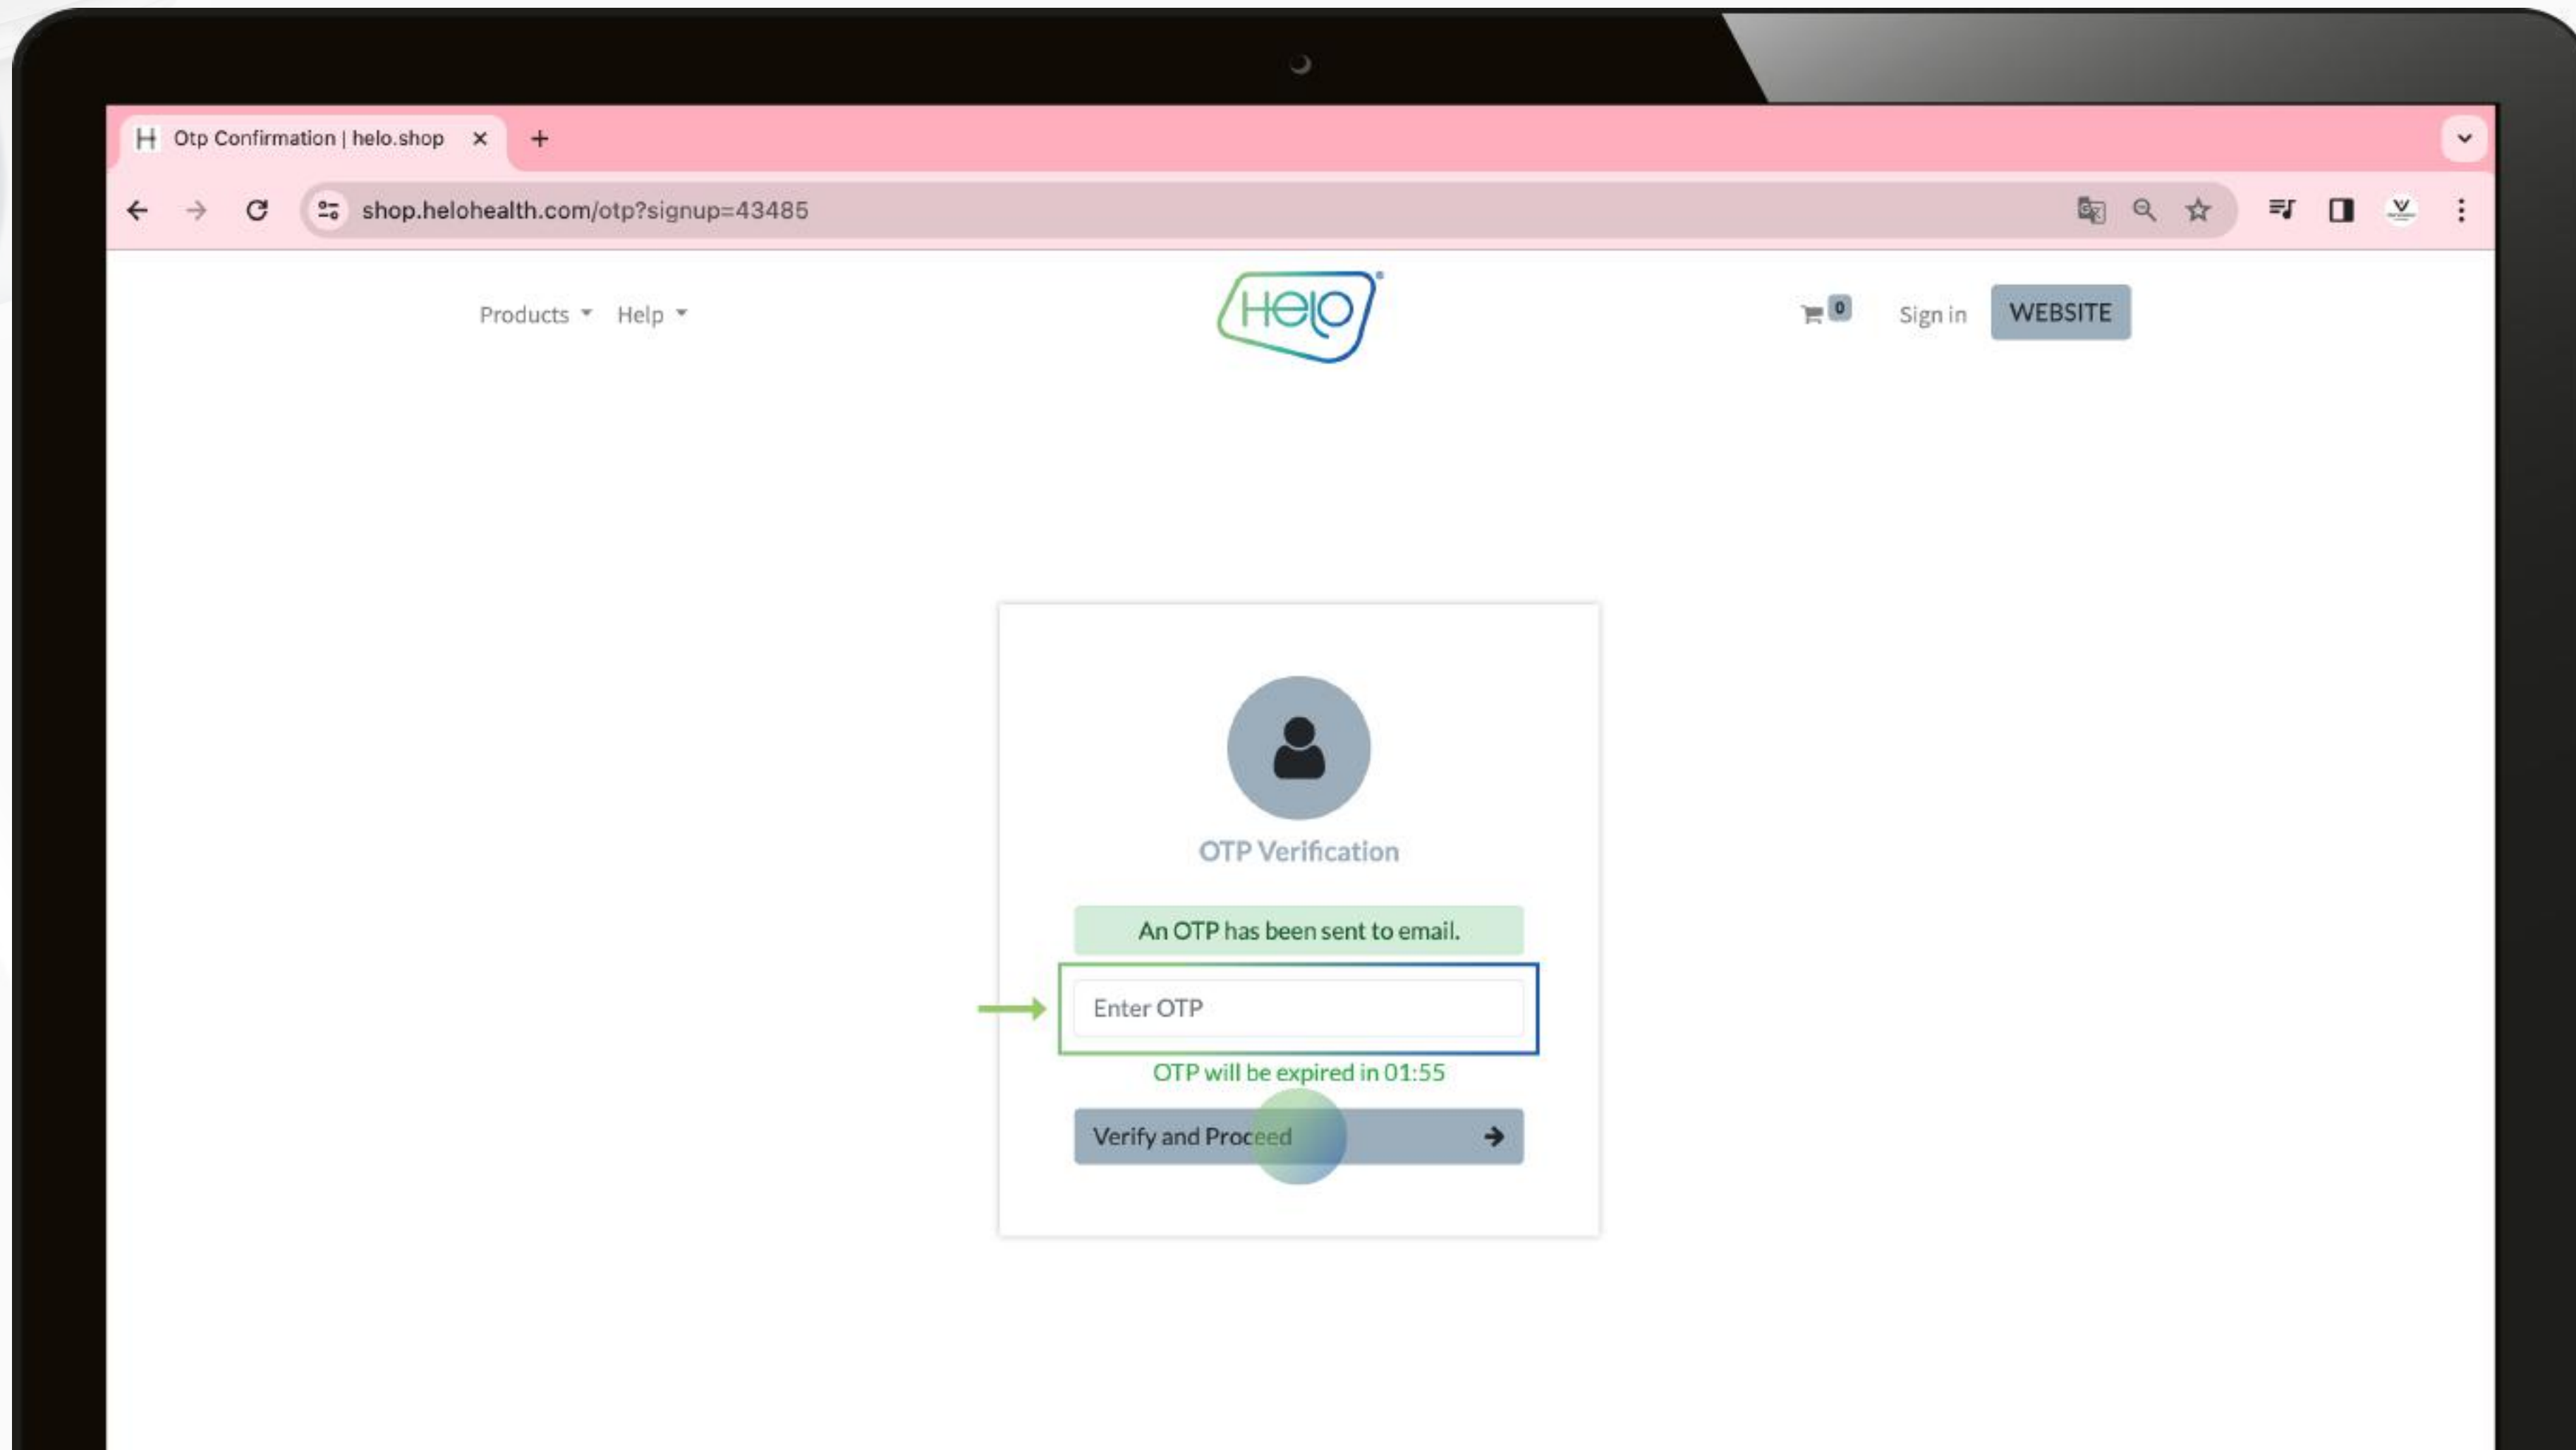 Otp Confirmation | helo.shop
shop.helohealth.com/otp?signup=43485
Products Help
Helo
0 Sign in WEBSITE
OTP Verification
An OTP has been sent to email.
Enter OTP
OTP will be expired in 01:55
Verify and Proceed